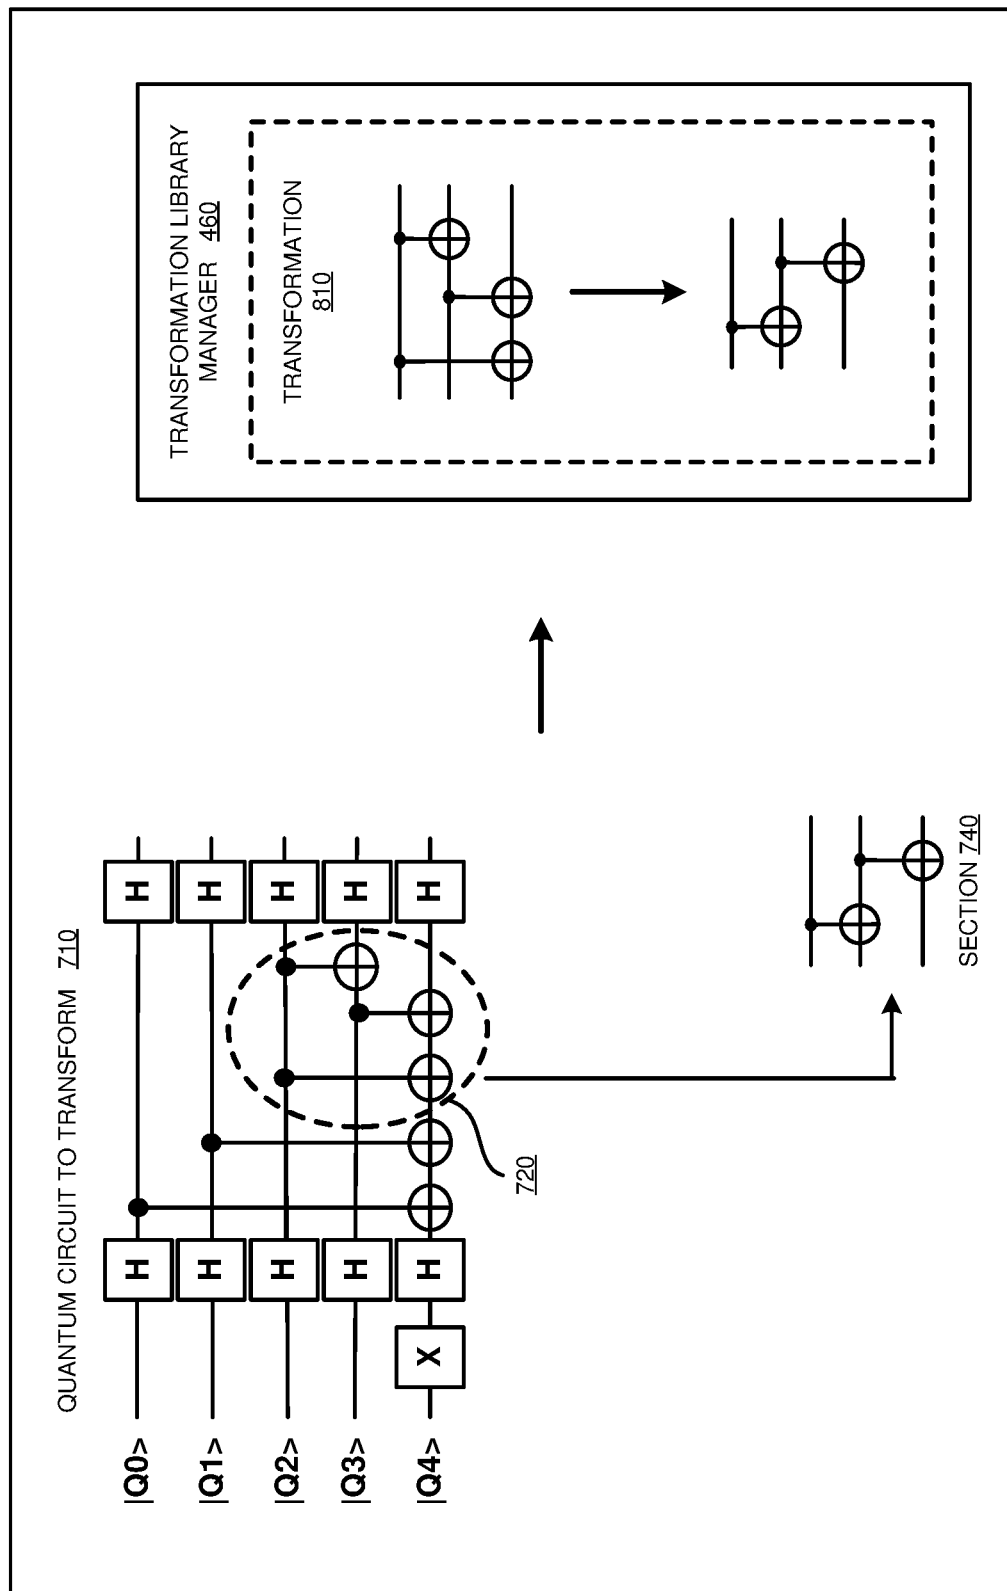 QUANTUM CIRCUIT TO TRANSFORM 710
|Q0>
H
H
|Q1>
H
H
|Q2>
H
H
|Q3>
H
H
|Q4>
X
H
H
720
SECTION 740
TRANSFORMATION LIBRARY
MANAGER 460
TRANSFORMATION
810